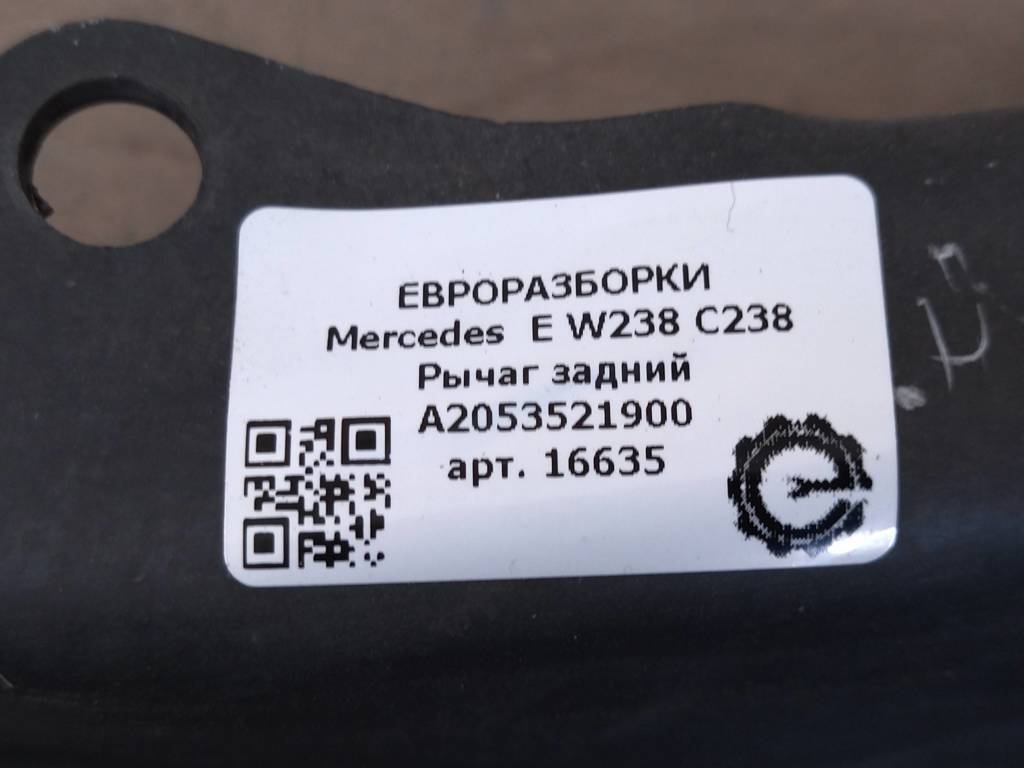 ЕВРОРАЗБОРКИ
Mercedes E W238 C238
Рычаг задний
A2053521900
арт. 16635